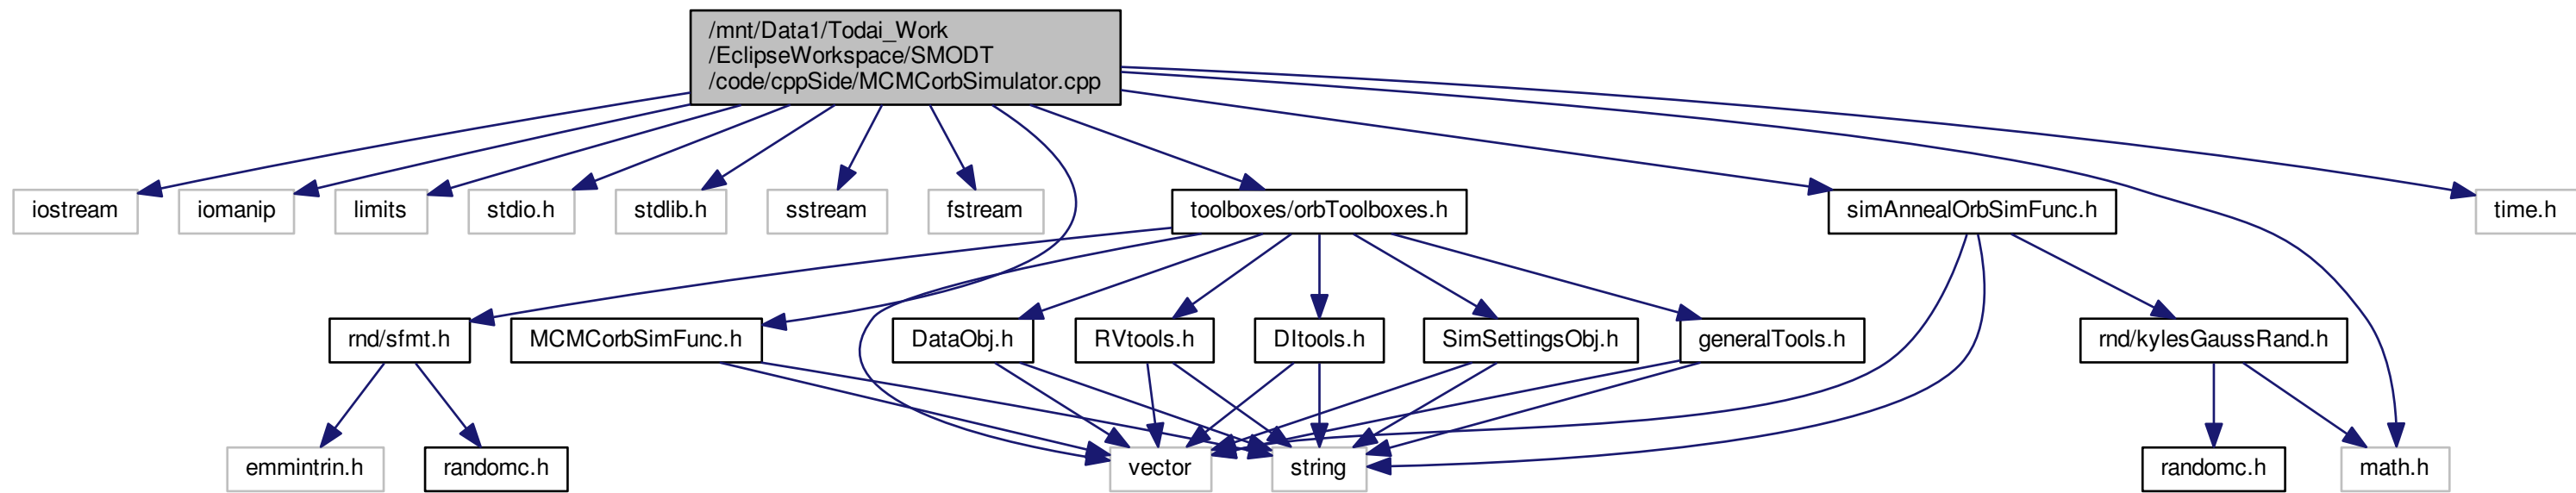 /mnt/Data1/Todai_Work
/EclipseWorkspace/SMODT
/code/cppSide/MCMCorbSimulator.cpp
iostream
iomanip
limits
stdio.h
stdlib.h
sstream
fstream
toolboxes/orbToolboxes.h
simAnnealOrbSimFunc.h
time.h
rnd/sfmt.h
MCMCorbSimFunc.h
DataObj.h
RVtools.h
DItools.h
SimSettingsObj.h
generalTools.h
rnd/kylesGaussRand.h
emmintrin.h
randomc.h
vector
string
randomc.h
math.h